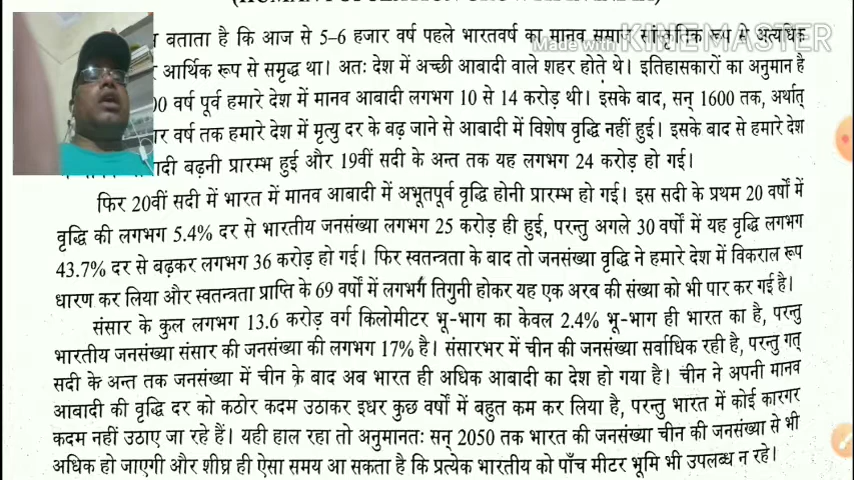 बताता है कि आज से 5-6 हजार वर्ष पहले भारतवर्ष का मानव समाज सांस्कृतिक रूप से अत्यधिक
Made with KINEMASTER
आर्थिक रूप से समृद्ध था। अतः देश में अच्छी आबादी वाले शहर होते थे। इतिहासकारों का अनुमान है
00 वर्ष पूर्व हमारे देश में मानव आबादी लगभग 10 से 14 करोड़ थी। इसके बाद, सन् 1600 तक, अर्थात्
र वर्ष तक हमारे देश में मृत्यु दर के बढ़ जाने से आबादी में विशेष वृद्धि नहीं हुई। इसके बाद से हमारे देश
बढ़नी प्रारम्भ हुई और 19वीं सदी के अन्त तक यह लगभग 24 करोड़ हो गई।
फिर 20वीं सदी में भारत में मानव आबादी में अभूतपूर्व वृद्धि होनी प्रारम्भ हो गई। इस सदी के प्रथम 20 वर्षों में
वृद्धि की लगभग 5.4% दर से भारतीय जनसंख्या लगभग 25 करोड़ ही हुई, परन्तु अगले 30 वर्षों में यह वृद्धि लगभग
43.7% दर से बढ़कर लगभग 36 करोड़ हो गई। फिर स्वतन्त्रता के बाद तो जनसंख्या वृद्धि ने हमारे देश में विकराल रूप
धारण कर लिया और स्वतन्त्रता प्राप्ति के 69 वर्षों में लगभग तिगुनी होकर यह एक अरब की संख्या को भी पार कर गई है।
संसार के कुल लगभग 13.6 करोड़ वर्ग किलोमीटर भू-भाग का केवल 2.4% भू-भाग ही भारत का है, परन्तु
भारतीय जनसंख्या संसार की जनसंख्या की लगभग 17% है। संसारभर में चीन की जनसंख्या सर्वाधिक रही है, परन्तु गत्
सदी के अन्त तक जनसंख्या में चीन के बाद अब भारत ही अधिक आबादी का देश हो गया है। चीन ने अपनी मानव
आबादी की वृद्धि दर को कठोर कदम उठाकर इधर कुछ वर्षों में बहुत कम कर लिया है, परन्तु भारत में कोई कारगर
कदम नहीं उठाए जा रहे हैं। यही हाल रहा तो अनुमानतः सन् 2050 तक भारत की जनसंख्या चीन की जनसंख्या से भी
अधिक हो जाएगी और शीघ्र ही ऐसा समय आ सकता है कि प्रत्येक भारतीय को पाँच मीटर भूमि भी उपलब्ध न रहे।